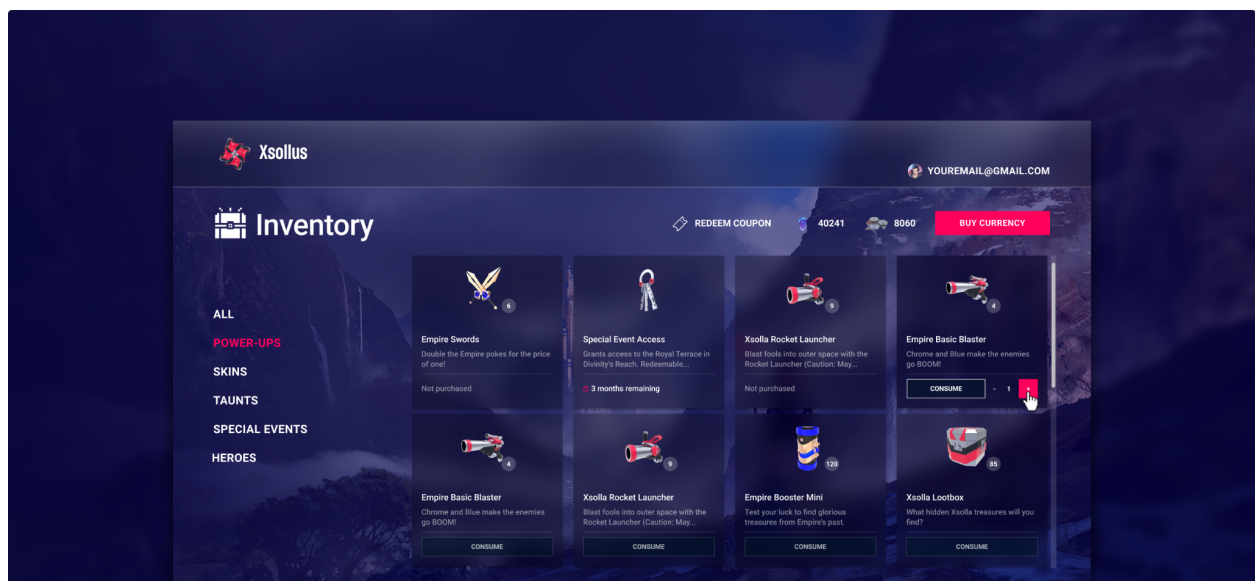 Xsollus
YOUREMAIL@GMAIL.COM
Inventory
REDEEM COUPON
40241
8060
BUY CURRENCY
ALL
POWER-UPS
SKINS
TAUNTS
SPECIAL EVENTS
HEROES
6
Empire Swords
Double the Empire pokes for the price
of one!
Not purchased
Special Event Access
Grants access to the Royal Terrace in
Divinity's Reach. Redeemable...
3 months remaining
9
Xsolla Rocket Launcher
Blast fools into outer space with the
Rocket Launcher (Caution: May...
Not purchased
4
Empire Basic Blaster
Chrome and Blue make the enemies
go BOOM!
CONSUME - 1 +
4
Empire Basic Blaster
Chrome and Blue make the enemies
go BOOM!
CONSUME
9
Xsolla Rocket Launcher
Blast fools into outer space with the
Rocket Launcher (Caution: May...
CONSUME
120
Empire Booster Mini
Test your luck to find glorious
treasures from Empire's past.
CONSUME
85
Xsolla Lootbox
What hidden Xsolla treasures will you
find?
CONSUME